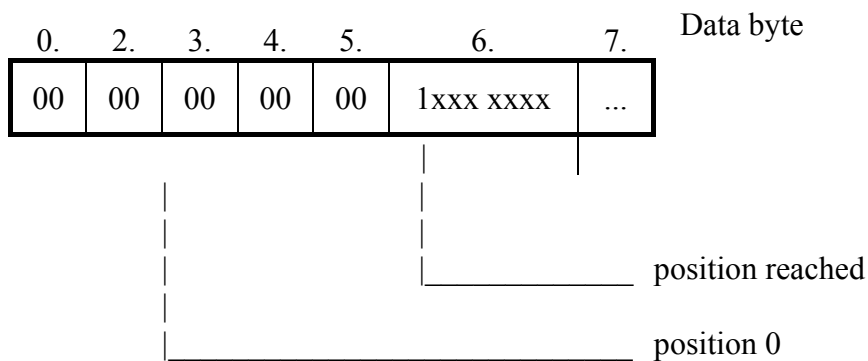 Data byte
0. 2. 3. 4. 5. 6. 7.
00 00 00 00 00 1xxx xxxx ...
position reached
position 0